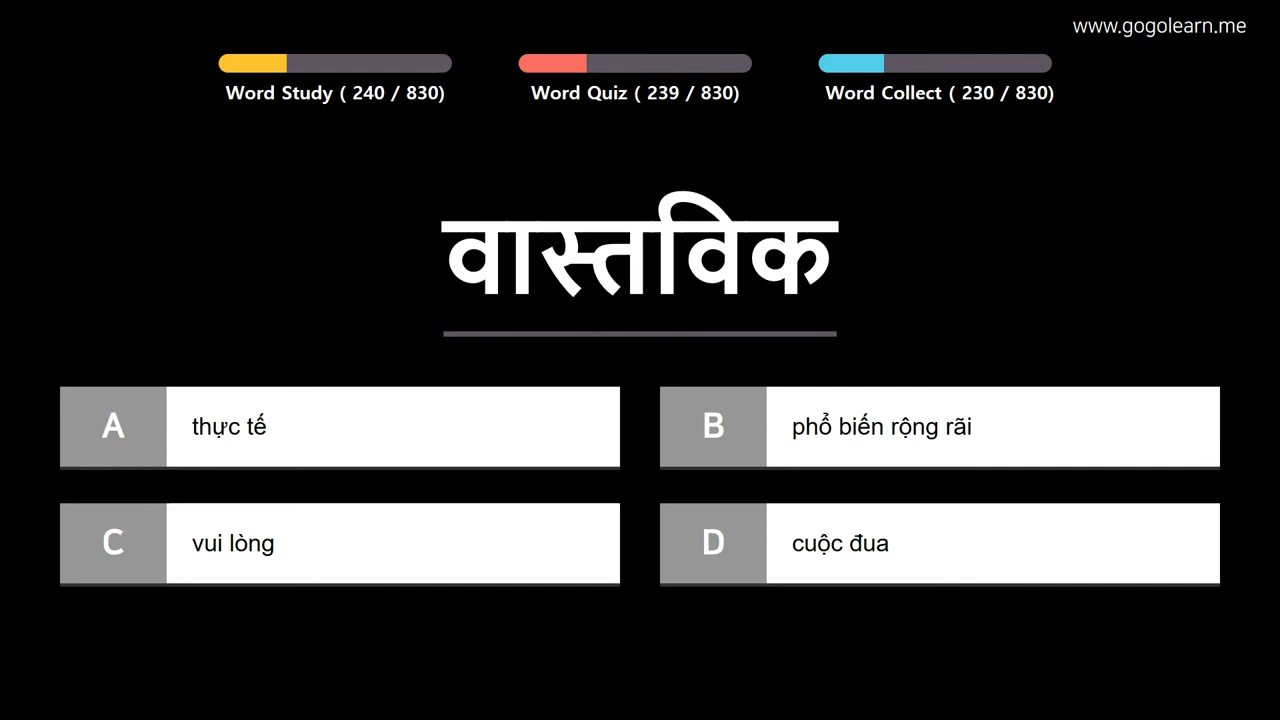 www.gogolearn.me
Word Study ( 240 / 830)
Word Quiz ( 239 / 830)
Word Collect ( 230 / 830)
वास्तविक
A thực tế
B phổ biến rộng rãi
C vui lòng
D cuộc đua